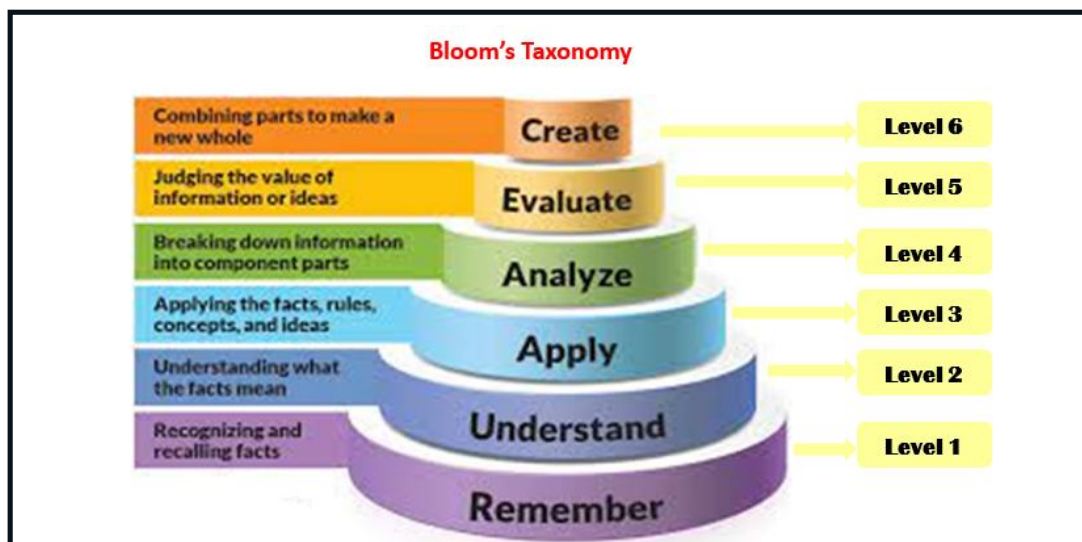 Bloom's Taxonomy
Combining parts to make a
new whole
Create
Level 6
Judging the value of
information or ideas
Evaluate
Level 5
Breaking down information
into component parts
Analyze
Level 4
Applying the facts, rules,
concepts, and ideas
Apply
Level 3
Understanding what
the facts mean
Understand
Level 2
Recognizing and
recalling facts
Remember
Level 1